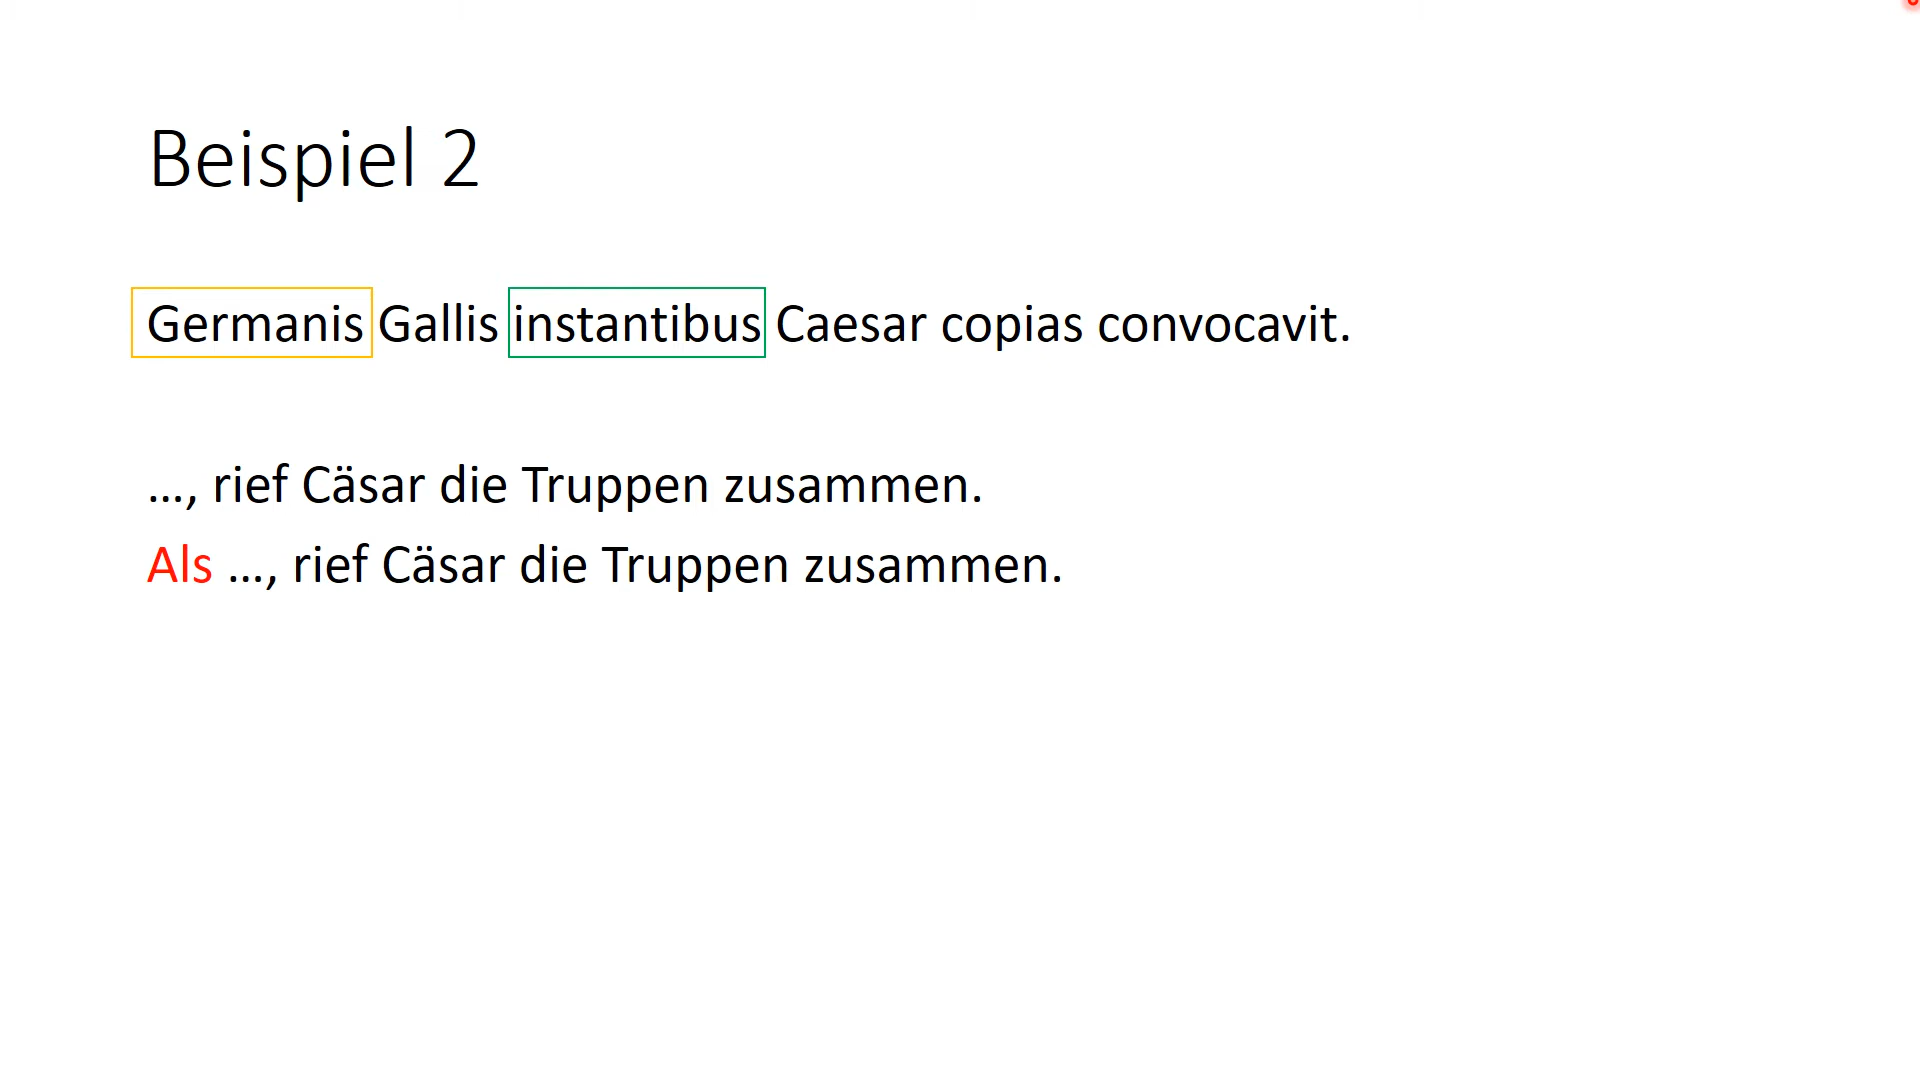 Beispiel 2
Germanis Gallis instantibus Caesar copias convocavit.
..., rief Cäsar die Truppen zusammen.
Als ..., rief Cäsar die Truppen zusammen.